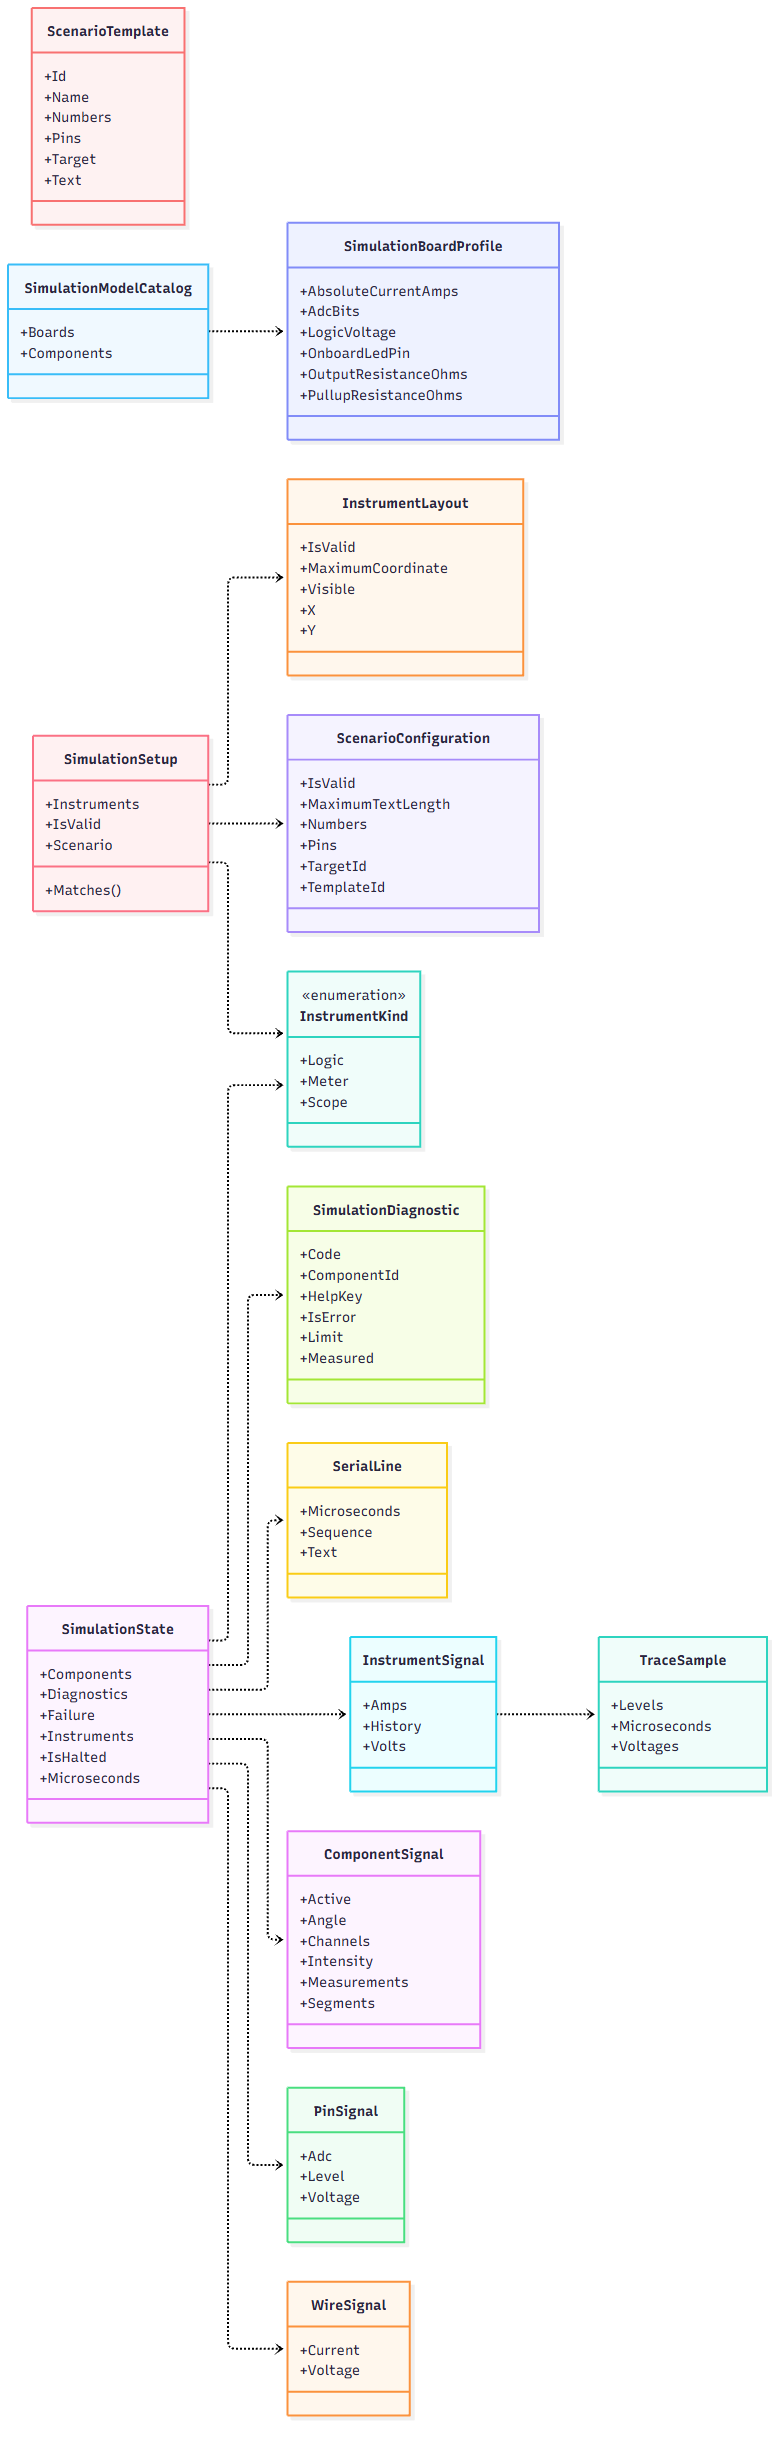 ScenarioTemplate
+Id
+Name
+Numbers
+Pins
+Target
+Text
SimulationModelCatalog
+Boards
+Components
SimulationBoardProfile
+AbsoluteCurrentAmps
+AdcBits
+LogicVoltage
+OnboardLedPin
+OutputResistanceOhms
+PullupResistanceOhms
InstrumentLayout
+IsValid
+MaximumCoordinate
+Visible
+X
+Y
SimulationSetup
+Instruments
+IsValid
+Scenario
+Matches()
ScenarioConfiguration
+IsValid
+MaximumTextLength
+Numbers
+Pins
+TargetId
+TemplateId
«enumeration»
InstrumentKind
+Logic
+Meter
+Scope
SimulationDiagnostic
+Code
+ComponentId
+HelpKey
+IsError
+Limit
+Measured
SerialLine
+Microseconds
+Sequence
+Text
SimulationState
+Components
+Diagnostics
+Failure
+Instruments
+IsHalted
+Microseconds
InstrumentSignal
+Amps
+History
+Volts
TraceSample
+Levels
+Microseconds
+Voltages
ComponentSignal
+Active
+Angle
+Channels
+Intensity
+Measurements
+Segments
PinSignal
+Adc
+Level
+Voltage
WireSignal
+Current
+Voltage